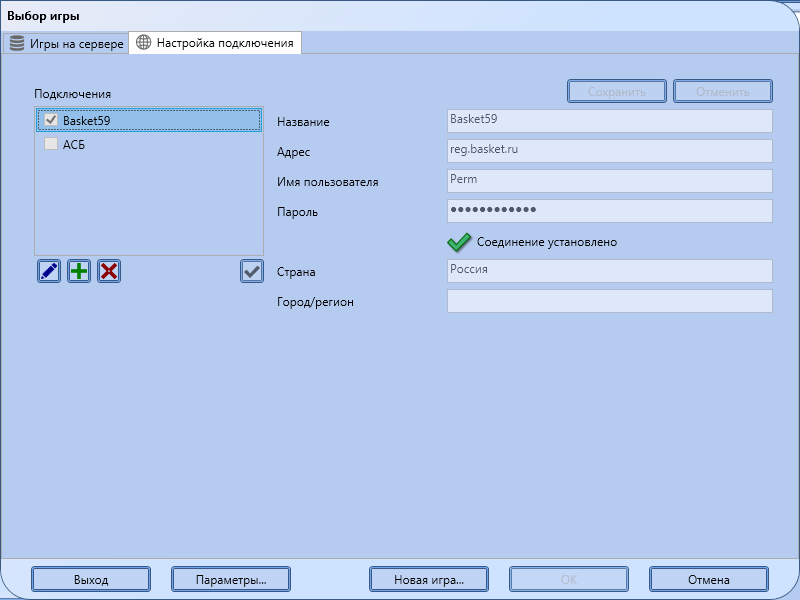 Выбор игры
Игры на сервере
Настройка подключения
Подключения
Сохранить
Отменить
Basket59
АСБ
Название
Basket59
Адрес
reg.basket.ru
Имя пользователя
Perm
Пароль
••••••••••••
Соединение установлено
Страна
Россия
Город/регион
Выход
Параметры...
Новая игра...
ОК
Отмена